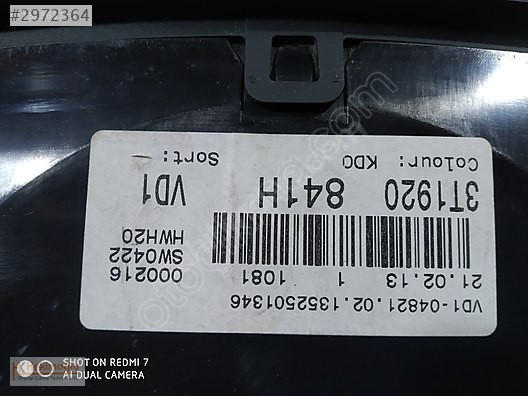 #2972364
VD1-04821.02.1352501346
21.02.13 1 1081 000216
SW0422
HWH20
3T1920 841H VD1
Colour: KDO Sort: -
SHOT ON REDMI 7
AI DUAL CAMERA